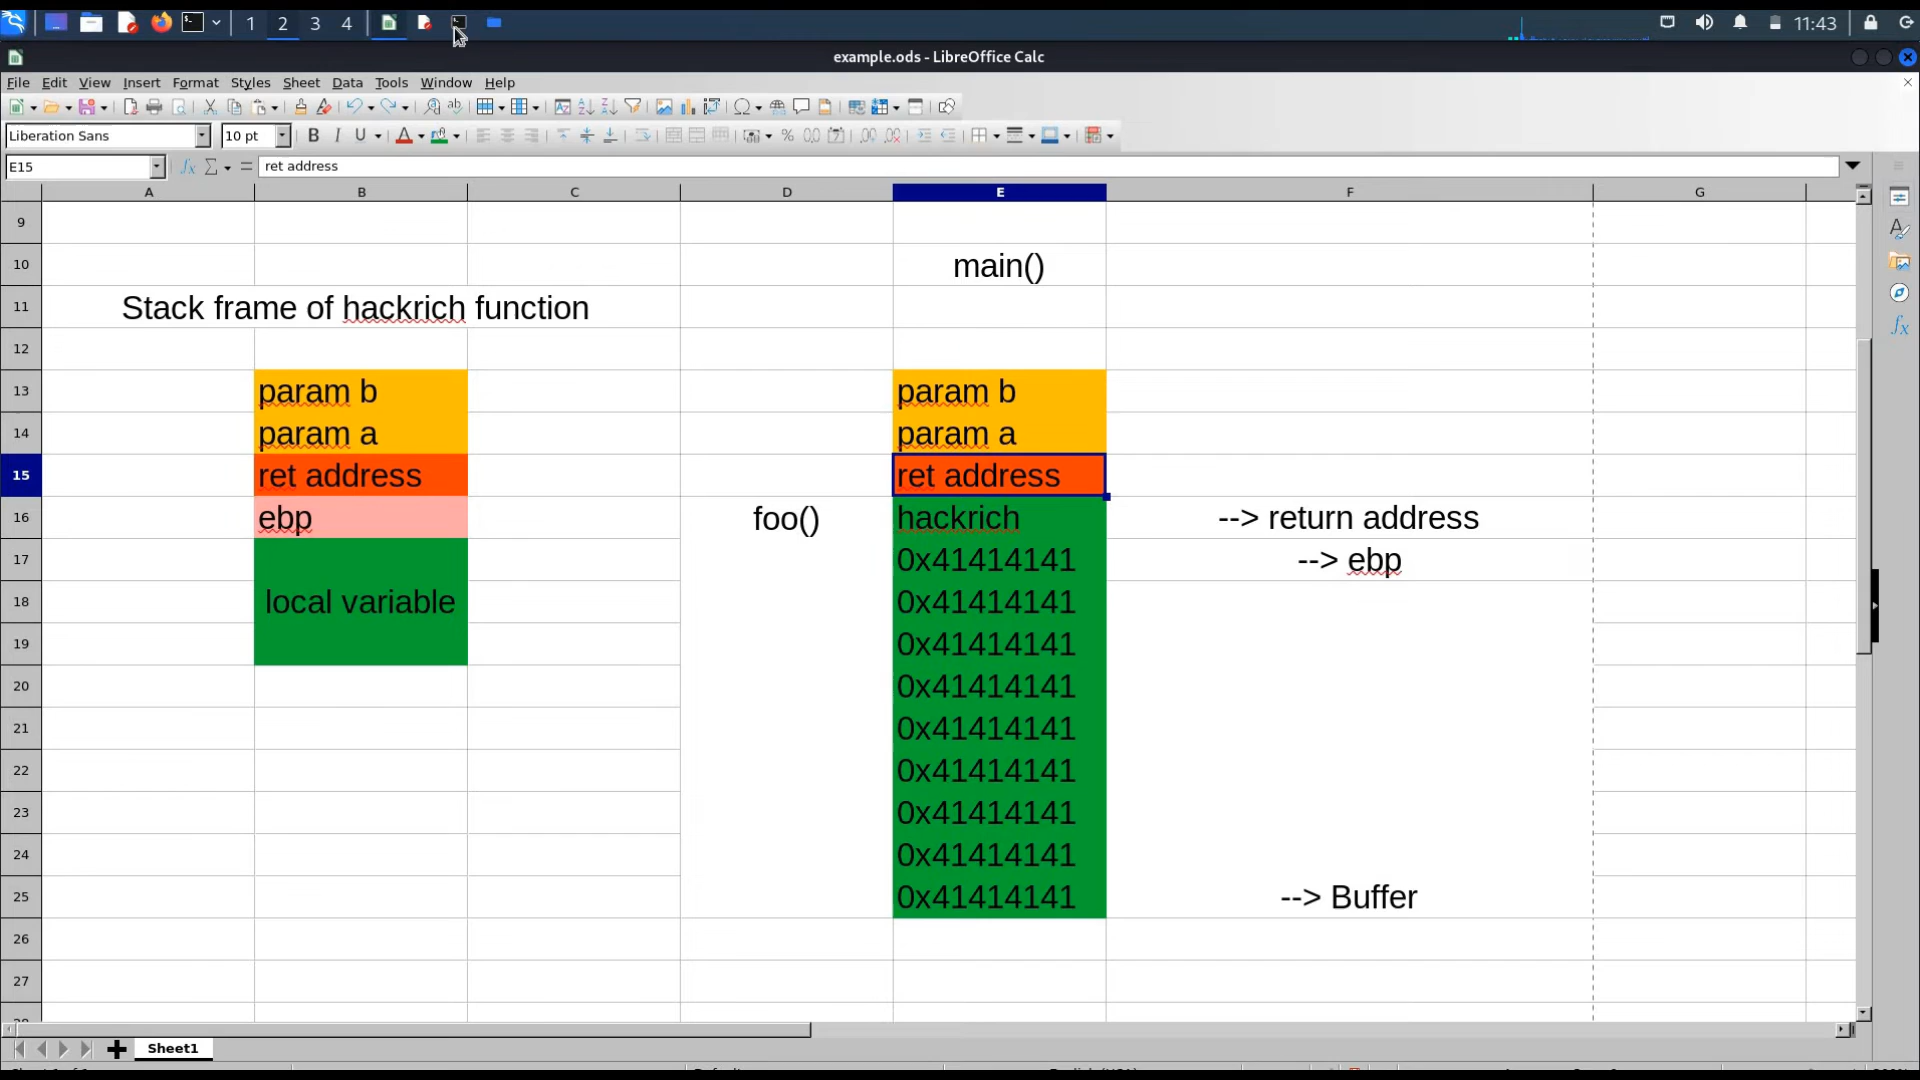 1 2 3 4 11:43
example.ods - LibreOffice Calc
File Edit View Insert Format Styles Sheet Data Tools Window Help
Liberation Sans 10 pt
E15 ret address
A B C D E F G
9
10 main()
11 Stack frame of hackrich function
12
13 param b param b
14 param a param a
15 ret address ret address
16 ebp foo() hackrich --> return address
17 0x41414141 --> ebp
18 local variable 0x41414141
19 0x41414141
20 0x41414141
21 0x41414141
22 0x41414141
23 0x41414141
24 0x41414141
25 0x41414141 --> Buffer
26
27
Sheet1